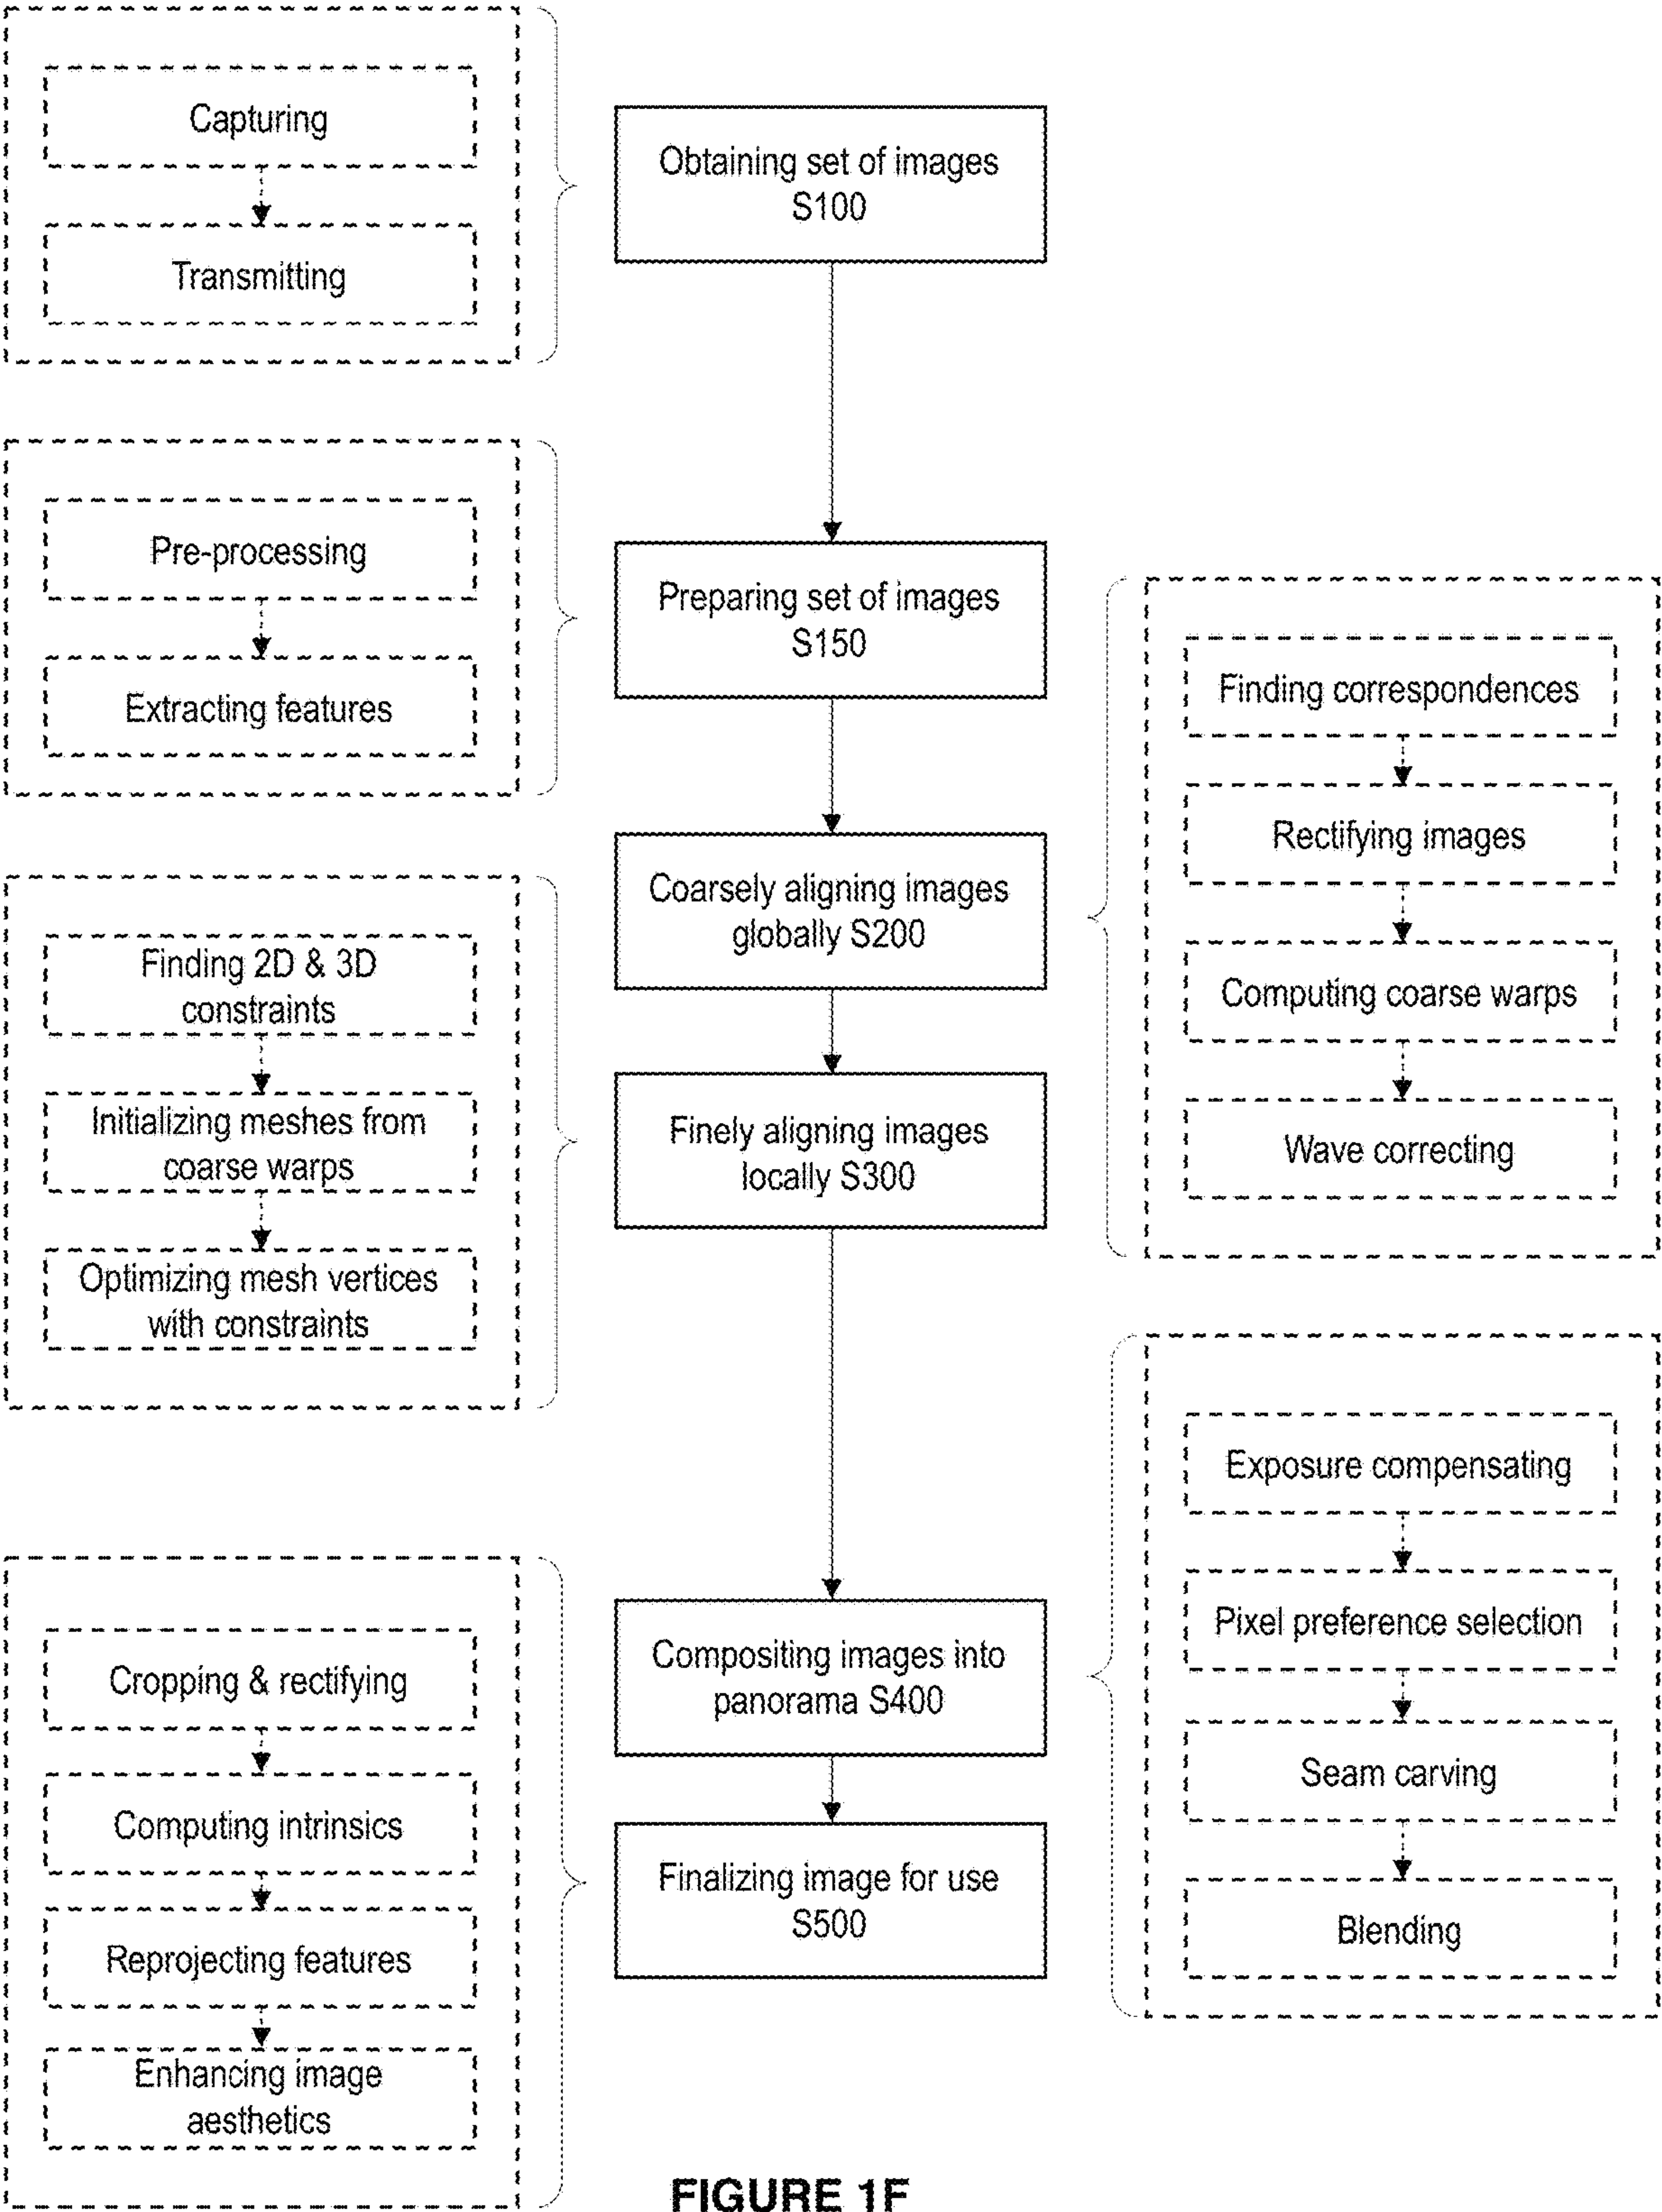 Capturing
Transmitting
Obtaining set of images
S100
Pre-processing
Extracting features
Preparing set of images
S150
Finding correspondences
Rectifying images
Computing coarse warps
Wave correcting
Coarsely aligning images
globally S200
Finding 2D & 3D
constraints
Initializing meshes from
coarse warps
Optimizing mesh vertices
with constraints
Finely aligning images
locally S300
Exposure compensating
Pixel preference selection
Seam carving
Blending
Compositing images into
panorama S400
Cropping & rectifying
Computing intrinsics
Reprojecting features
Enhancing image
aesthetics
Finalizing image for use
S500
FIGURE 1F